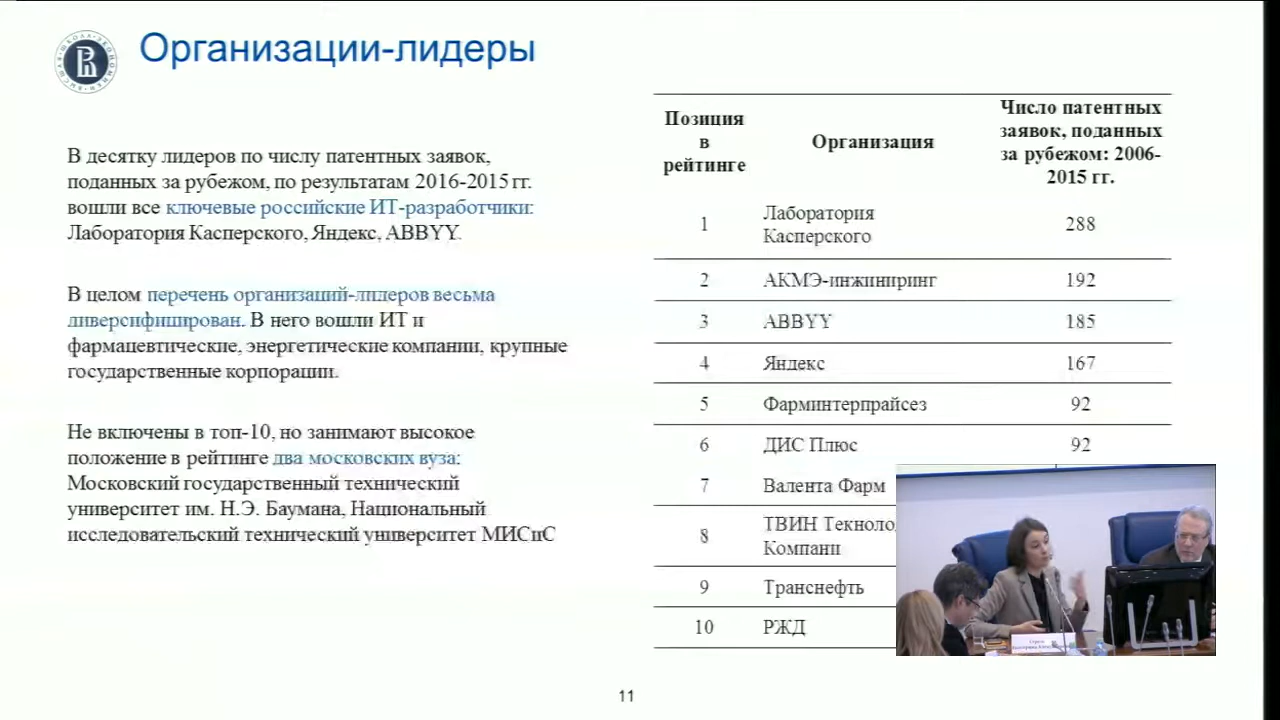 Организации-лидеры
В десятку лидеров по числу патентных заявок,
поданных за рубежом, по результатам 2016-2015 гг.
вошли все ключевые российские ИТ-разработчики:
Лаборатория Касперского, Яндекс, ABBYY.
В целом перечень организаций-лидеров весьма
диверсифицирован. В него вошли ИТ и
фармацевтические, энергетические компании, крупные
государственные корпорации.
Не включены в топ-10, но занимают высокое
положение в рейтинге два московских вуза:
Московский государственный технический
университет им. Н.Э. Баумана, Национальный
исследовательский технический университет МИСиС
Позиция
в
рейтинге
Организация
Число патентных
заявок, поданных
за рубежом: 2006-
2015 гг.
1 Лаборатория
Касперского 288
2 АКМЭ-инжиниринг 192
3 ABBYY 185
4 Яндекс 167
5 Фарминтерпрайсез 92
6 ДИС Плюс 92
7 Валента Фарм
8 ТВИН Техноло
Компани
9 Транснефть
10 РЖД
11